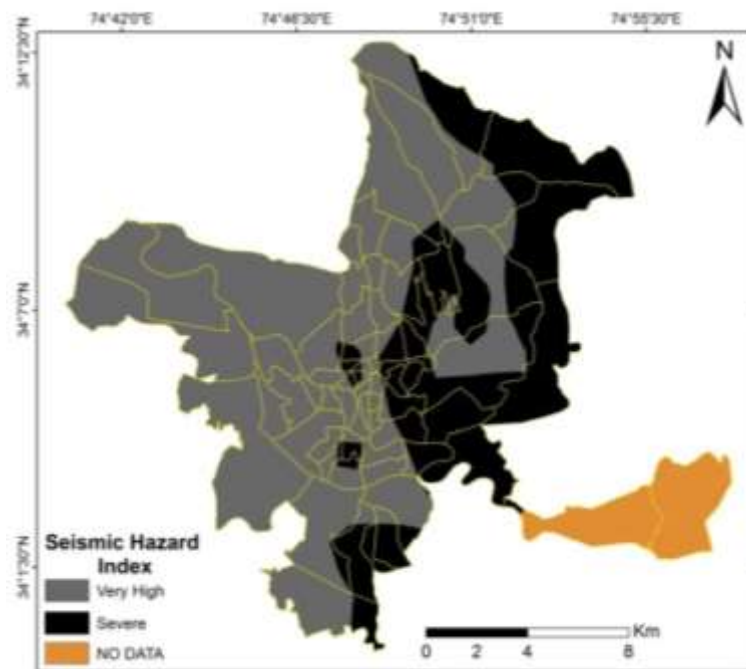 74°42'0"E 74°46'30"E 74°51'0"E 74°55'30"E
34°12'30"N
N
34°7'0"N
34°1'30"N
Seismic Hazard
Index
Very High
Severe
NO DATA
Km
0 2 4 8